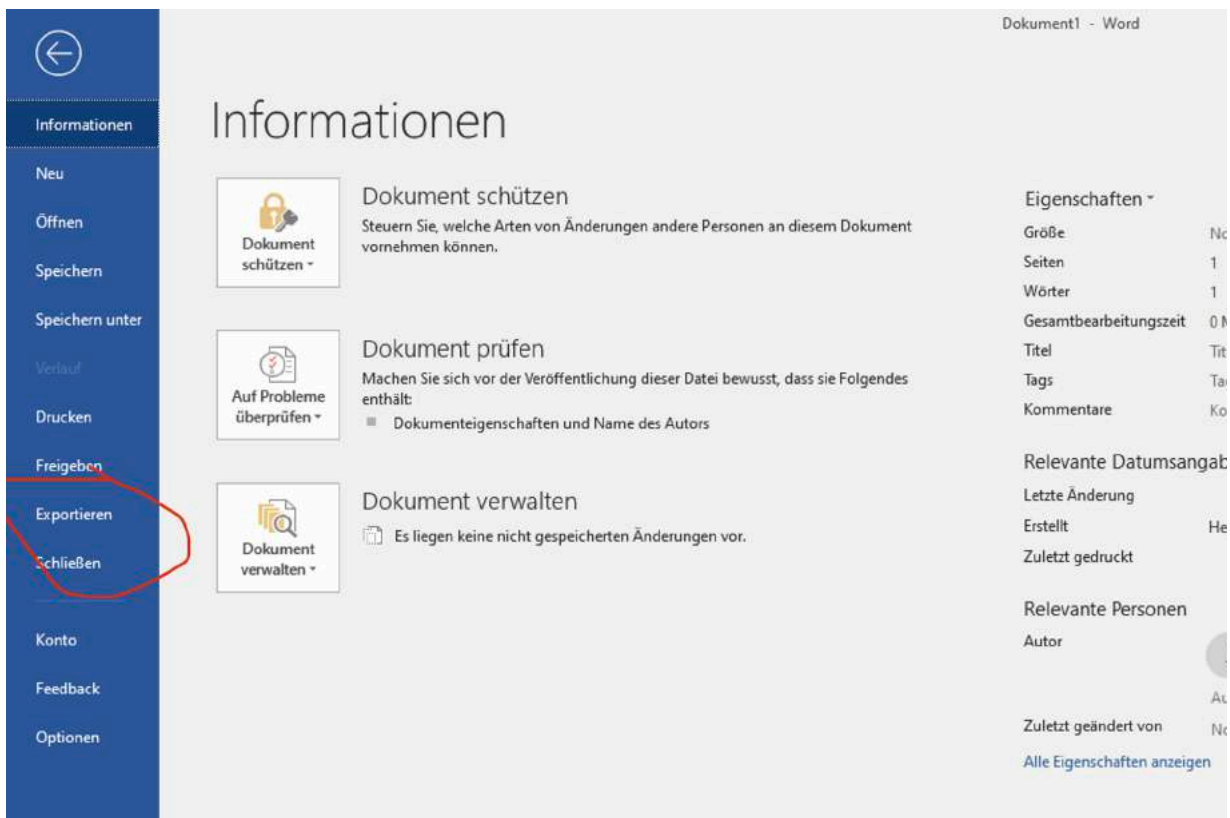 Dokument1 - Word
Informationen
Neu
Öffnen
Speichern
Speichern unter
Verlauf
Drucken
Freigeben
Exportieren
Schließen
Konto
Feedback
Optionen
Informationen
Dokument
schützen
Dokument schützen
Steuern Sie, welche Arten von Änderungen andere Personen an diesem Dokument
vornehmen können.
Auf Probleme
überprüfen
Dokument prüfen
Machen Sie sich vor der Veröffentlichung dieser Datei bewusst, dass sie Folgendes
enthält:
Dokumenteigenschaften und Name des Autors
Dokument
verwalten
Dokument verwalten
Es liegen keine nicht gespeicherten Änderungen vor.
Eigenschaften
Größe
Seiten 1
Wörter 1
Gesamtbearbeitungszeit 0
Titel
Tags
Kommentare
Relevante Datumsangab
Letzte Änderung
Erstellt
Zuletzt gedruckt
Relevante Personen
Autor
Zuletzt geändert von
Alle Eigenschaften anzeigen